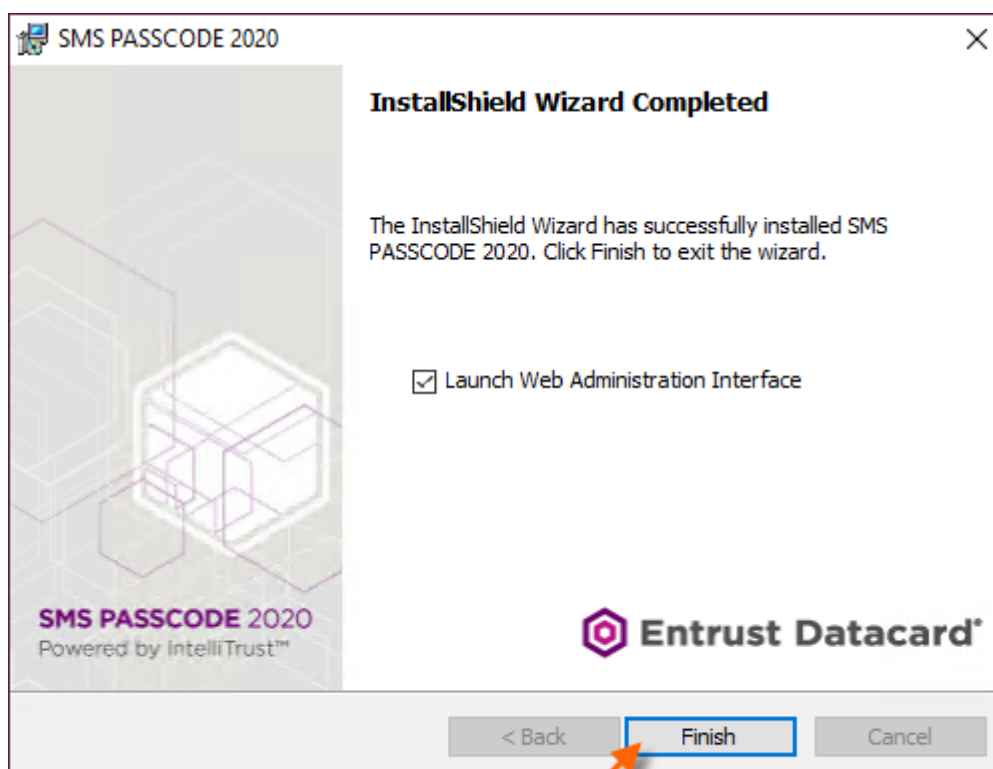 SMS PASSCODE 2020
InstallShield Wizard Completed
The InstallShield Wizard has successfully installed SMS
PASSCODE 2020. Click Finish to exit the wizard.
Launch Web Administration Interface
SMS PASSCODE 2020
Powered by IntelliTrust™
Entrust Datacard®
< Back Finish Cancel